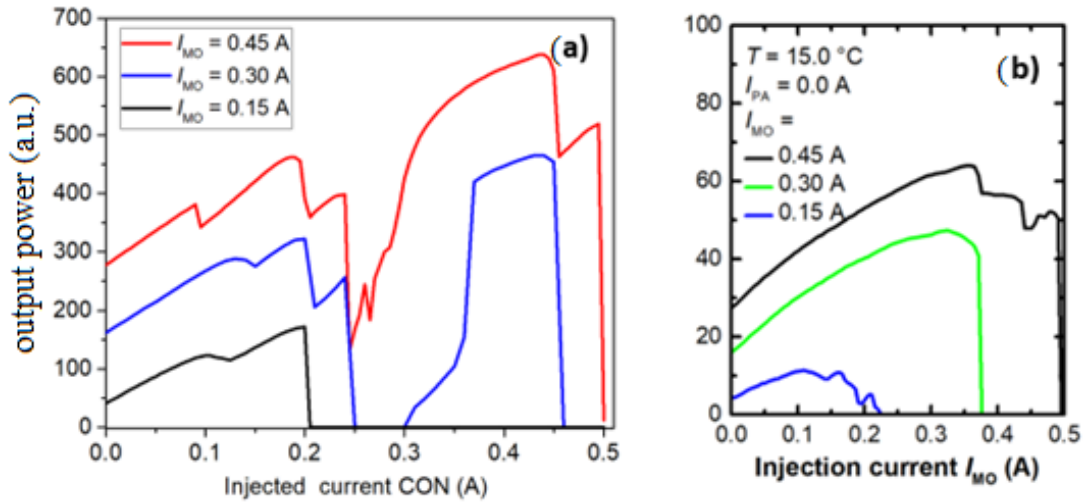 700
600
500
400
300
200
100
0
output power (a.u.)
I_MO = 0.45 A
I_MO = 0.30 A
I_MO = 0.15 A
(a)
0.0 0.1 0.2 0.3 0.4 0.5
Injected current CON (A)
100
80
60
40
20
0
T = 15.0 °C
I_PA = 0.0 A
I_MO =
0.45 A
0.30 A
0.15 A
(b)
0.0 0.1 0.2 0.3 0.4 0.5
Injection current I_MO (A)